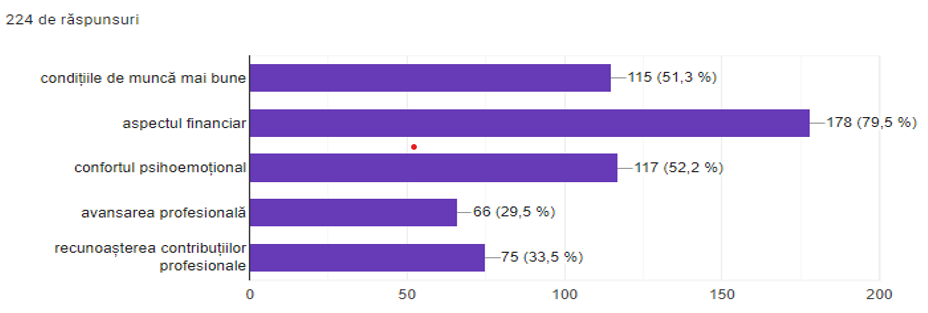 224 de răspunsuri
condițiile de muncă mai bune
115 (51,3 %)
aspectul financiar
178 (79,5 %)
confortul psihoemoțional
117 (52,2 %)
avansarea profesională
66 (29,5 %)
recunoașterea contribuțiilor
profesionale
75 (33,5 %)
0
50
100
150
200